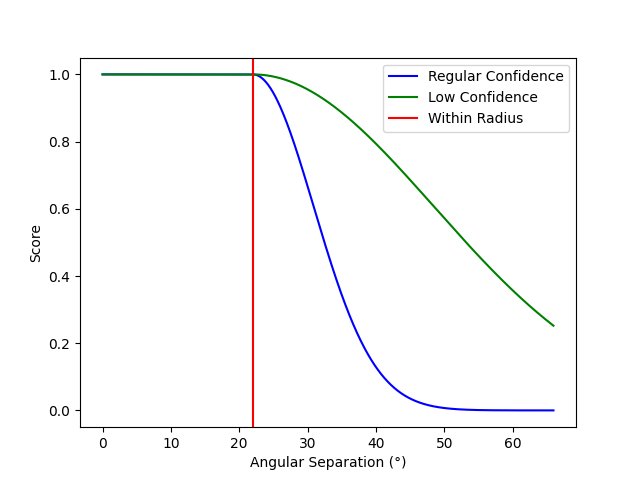 Regular Confidence
Low Confidence
Within Radius
1.0
0.8
0.6
0.4
0.2
0.0
Score
0 10 20 30 40 50 60
Angular Separation (°)